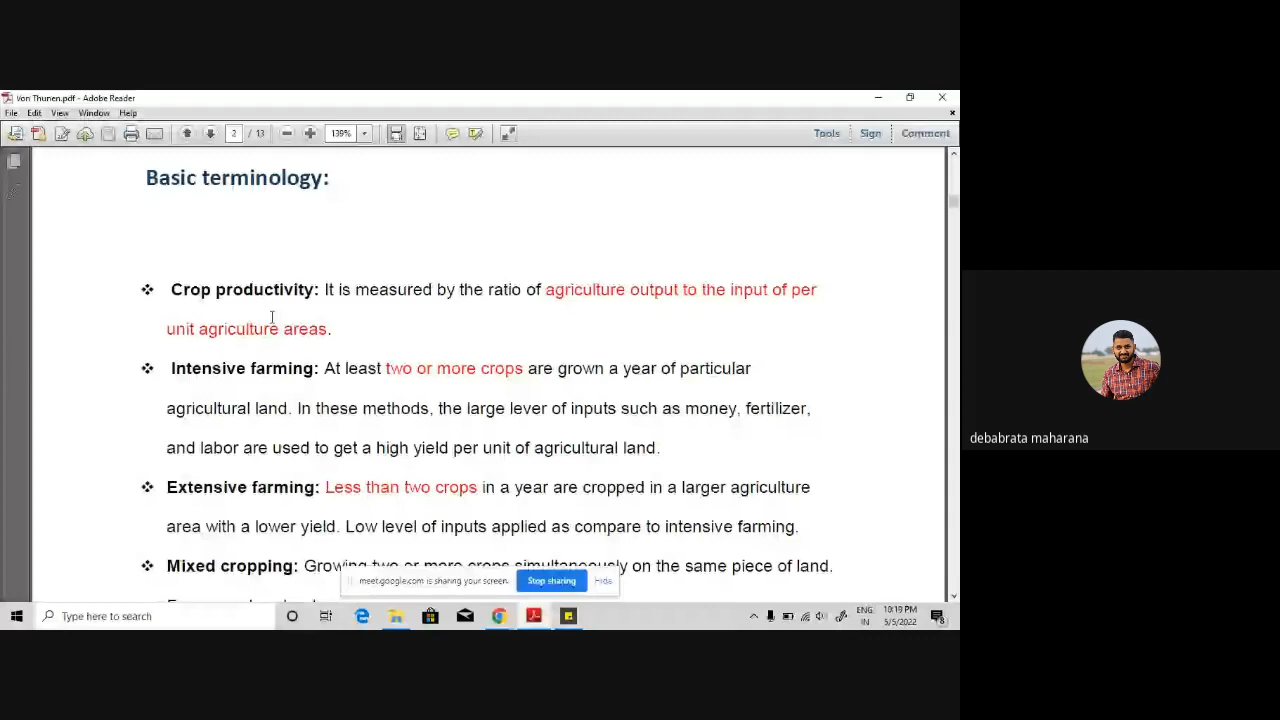 Von Thunen.pdf - Adobe Reader
File Edit View Window Help
2 / 13 139% Tools Sign Comment
Basic terminology:
❖ Crop productivity: It is measured by the ratio of agriculture output to the input of per
unit agriculture areas.
❖ Intensive farming: At least two or more crops are grown a year of particular
agricultural land. In these methods, the large lever of inputs such as money, fertilizer,
and labor are used to get a high yield per unit of agricultural land.
❖ Extensive farming: Less than two crops in a year are cropped in a larger agriculture
area with a lower yield. Low level of inputs applied as compare to intensive farming.
❖ Mixed cropping: Growing two or more crops simultaneously on the same piece of land.
meet.google.com is sharing your screen. Stop sharing Hide
Type here to search
ENG 10:19 PM
IN 5/5/2022
debabrata maharana